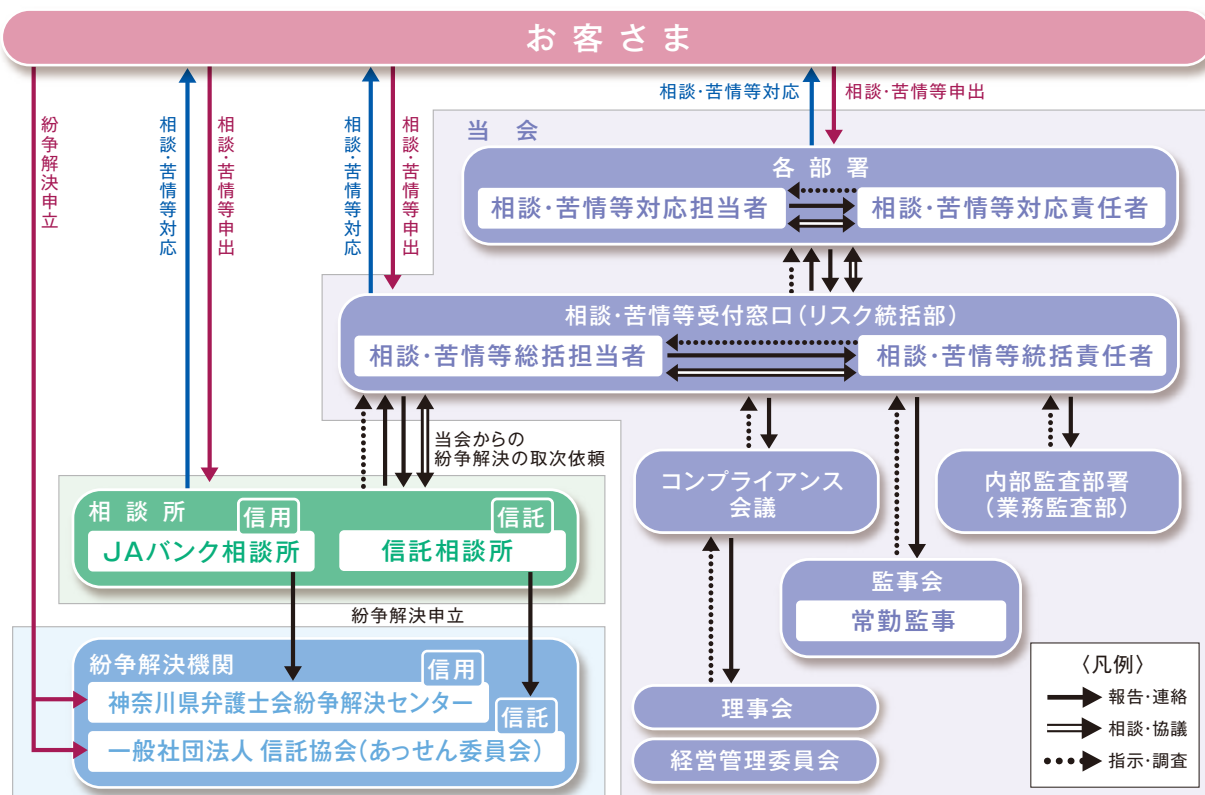 お客さま
紛争解決申立
相談・苦情等対応
相談・苦情等申出
相談・苦情等対応
相談・苦情等申出
相談・苦情等対応
相談・苦情等申出
当会
各部署
相談・苦情等対応担当者
相談・苦情等対応責任者
相談・苦情等受付窓口（リスク統括部）
相談・苦情等総括担当者
相談・苦情等統括責任者
当会からの
紛争解決の取次依頼
コンプライアンス
会議
内部監査部署
（業務監査部）
監事会
常勤監事
理事会
経営管理委員会
相談所
信用
JAバンク相談所
信託
信託相談所
紛争解決申立
紛争解決機関
信用
神奈川県弁護士会紛争解決センター
信託
一般社団法人 信託協会（あっせん委員会）
〈凡例〉
報告・連絡
相談・協議
指示・調査